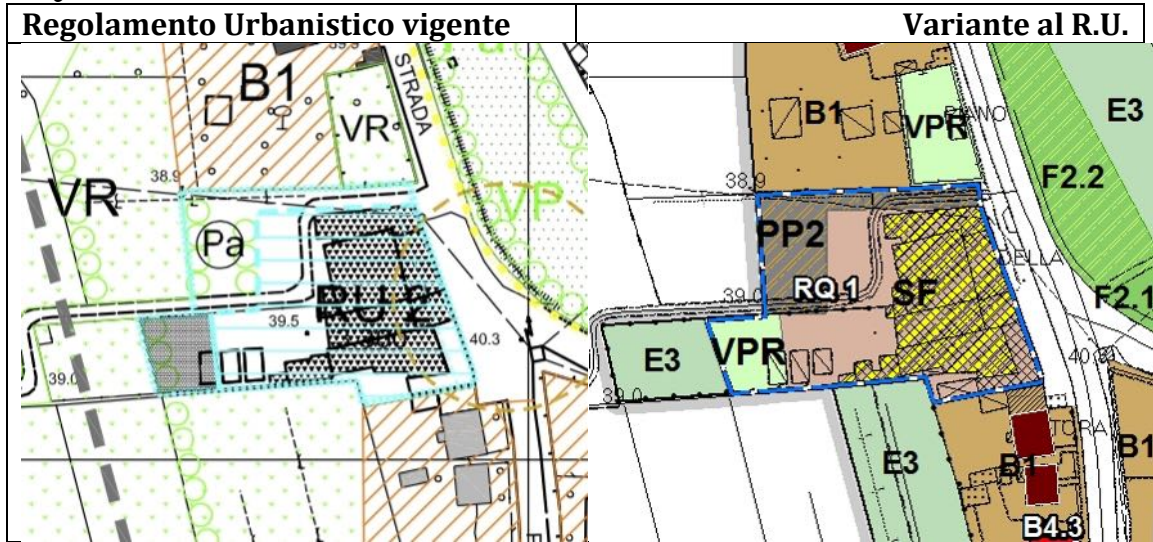 Regolamento Urbanistico vigente
Variante al R.U.
B1
STRADA
VR
VR
38.9
VP
Pa
39.5
40.3
39.0
B1
VPR
PIANO
E3
38.9
F2.2
PP2
DELLA
39.0
RQ 1
SF
F2.1
E3
VPR
39.0
TORA
E3
B1
B1
B4.3